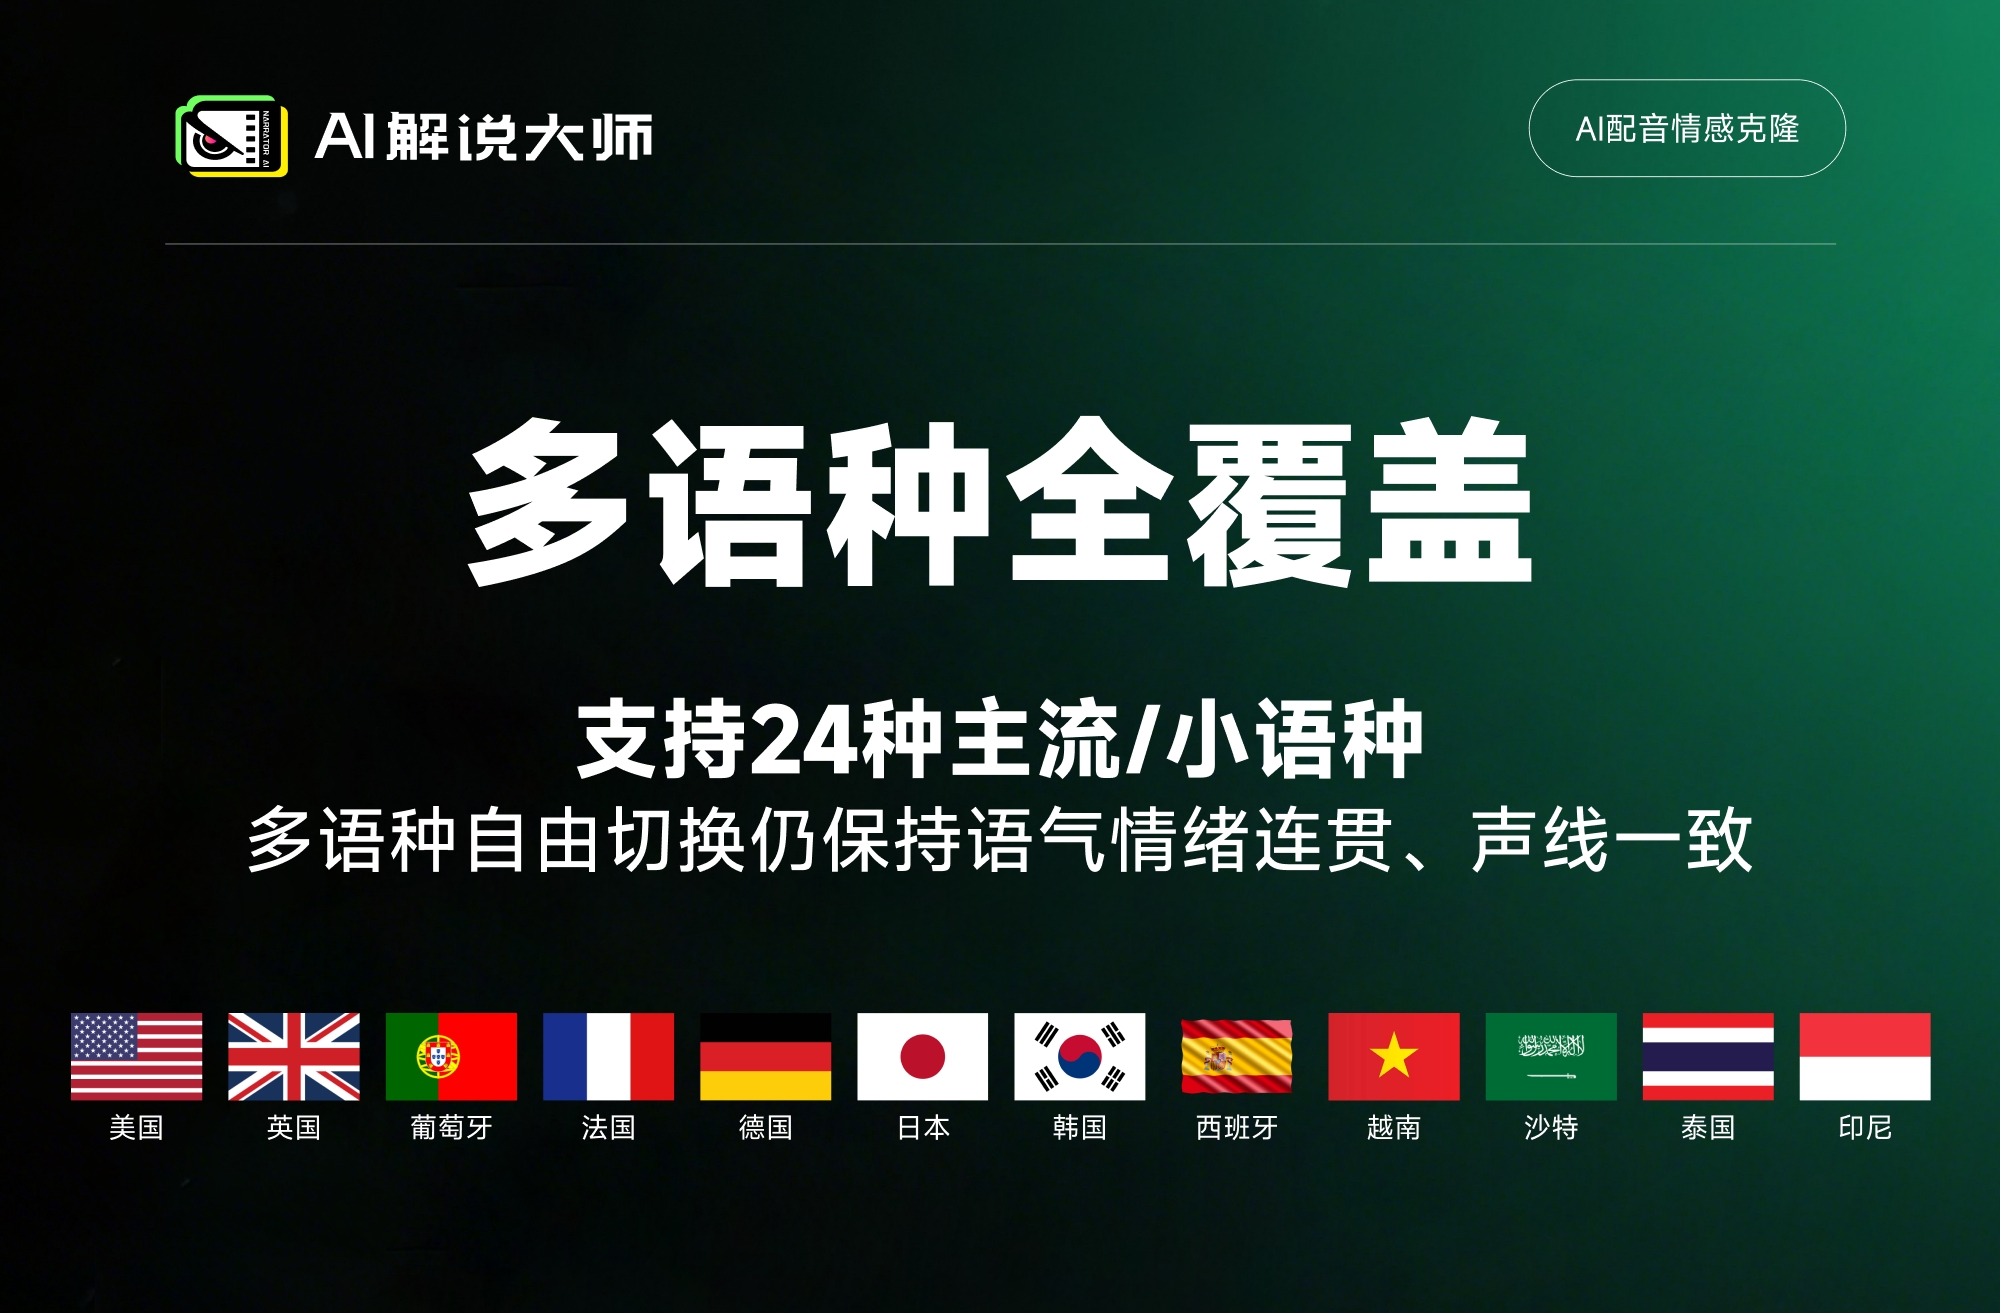 NARRATOR AI
AI解说大师
AI配音情感克隆
多语种全覆盖
支持24种主流/小语种
多语种自由切换仍保持语气情绪连贯、声线一致
美国
英国
葡萄牙
法国
德国
日本
韩国
西班牙
越南
沙特
泰国
印尼